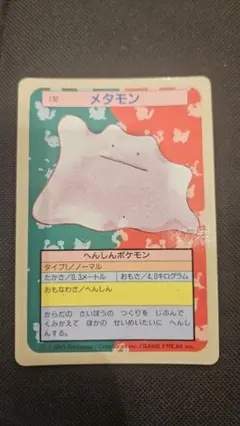 132
メタモン
へんしんポケモン
タイプ/ノーマル
たかさ/0.3メートル おもさ/4.0キログラム
おもなわざ/へんしん
からだの さいぼうの つくりを じぶんで
くみかえて ほかの せいめいたいに へんし
んする。